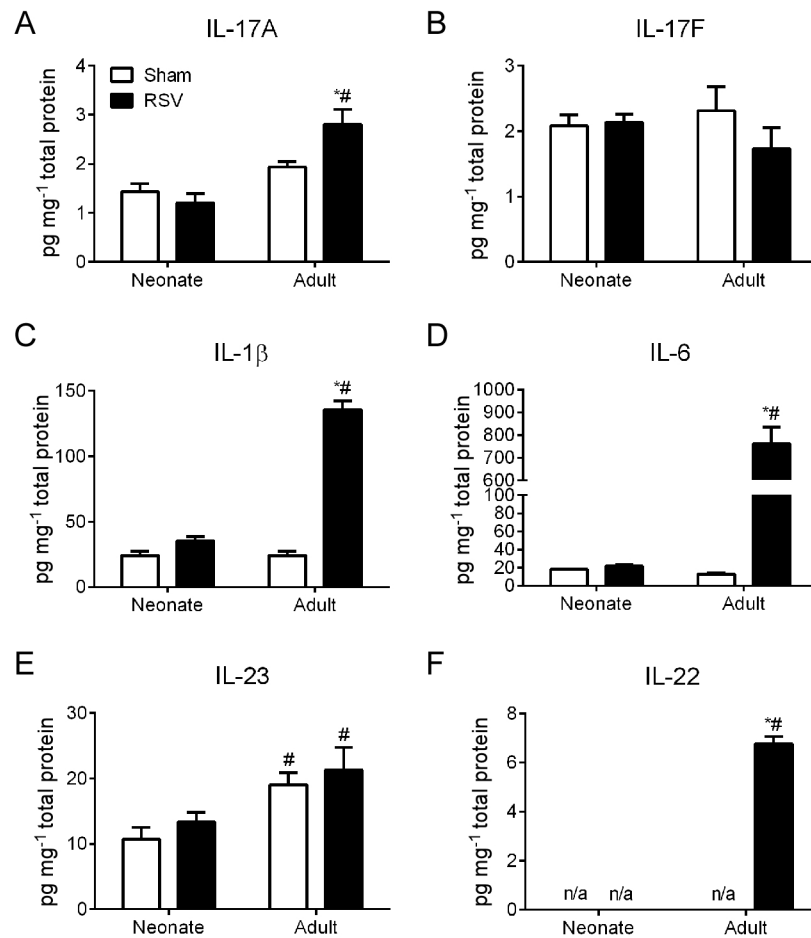 A
IL-17A
pg mg⁻¹ total protein
4
3
2
1
0
Sham
RSV
*#
Neonate
Adult
B
IL-17F
pg mg⁻¹ total protein
3
2
1
0
Neonate
Adult
C
IL-1β
pg mg⁻¹ total protein
150
100
50
0
*#
Neonate
Adult
D
IL-6
pg mg⁻¹ total protein
1000
900
800
700
600
100
80
60
40
20
0
*#
Neonate
Adult
E
IL-23
pg mg⁻¹ total protein
30
20
10
0
#
#
Neonate
Adult
F
IL-22
pg mg⁻¹ total protein
8
6
4
2
0
n/a
n/a
n/a
*#
Neonate
Adult